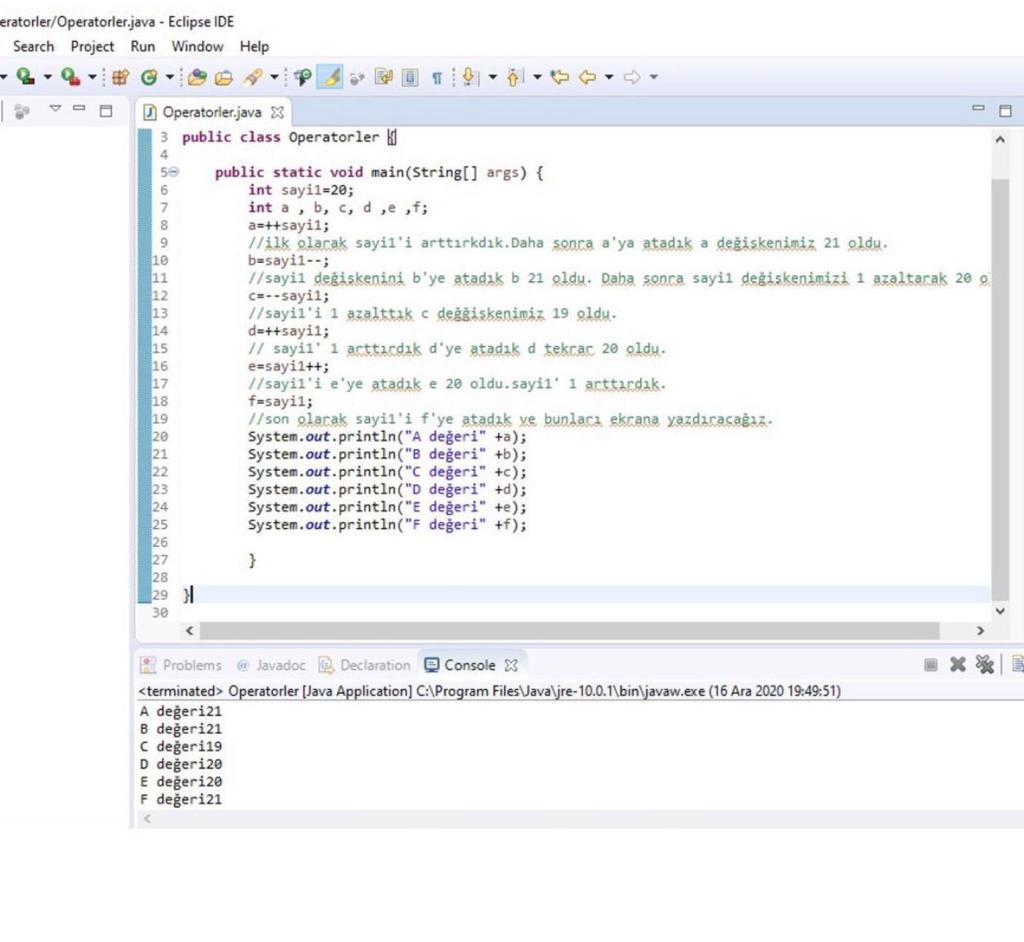 eratorler/Operatorler.java - Eclipse IDE
Search Project Run Window Help
Operatorler.java
3 public class Operatorler {
4
5 public static void main(String[] args) {
6 int sayi1=20;
7 int a , b, c, d ,e ,f;
8 a=++sayi1;
9 //ilk olarak sayi1'i arttırkdık.Daha sonra a'ya atadık a değiskenimiz 21 oldu.
10 b=sayi1--;
11 //sayi1 değiskenini b'ye atadık b 21 oldu. Daha sonra sayi1 değiskenimizi 1 azaltarak 20 o
12 c=--sayi1;
13 //sayi1'i 1 azalttık c değğiskenimiz 19 oldu.
14 d=++sayi1;
15 // sayi1' 1 arttırdık d'ye atadık d tekrar 20 oldu.
16 e=sayi1++;
17 //sayi1'i e'ye atadık e 20 oldu.sayi1' 1 arttırdık.
18 f=sayi1;
19 //son olarak sayi1'i f'ye atadık ve bunları ekrana yazdıracağız.
20 System.out.println("A değeri" +a);
21 System.out.println("B değeri" +b);
22 System.out.println("C değeri" +c);
23 System.out.println("D değeri" +d);
24 System.out.println("E değeri" +e);
25 System.out.println("F değeri" +f);
26
27 }
28
29 }
30
Problems Javadoc Declaration Console
<terminated> Operatorler [Java Application] C:\Program Files\Java\jre-10.0.1\bin\javaw.exe (16 Ara 2020 19:49:51)
A değeri21
B değeri21
C değeri19
D değeri20
E değeri20
F değeri21